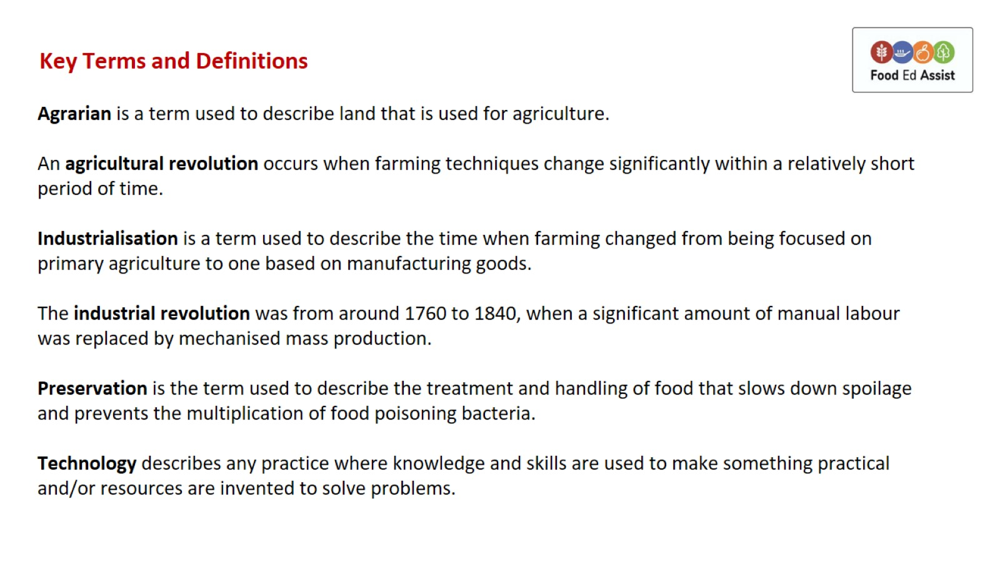 Key Terms and Definitions
Food Ed Assist
Agrarian is a term used to describe land that is used for agriculture.
An agricultural revolution occurs when farming techniques change significantly within a relatively short
period of time.
Industrialisation is a term used to describe the time when farming changed from being focused on
primary agriculture to one based on manufacturing goods.
The industrial revolution was from around 1760 to 1840, when a significant amount of manual labour
was replaced by mechanised mass production.
Preservation is the term used to describe the treatment and handling of food that slows down spoilage
and prevents the multiplication of food poisoning bacteria.
Technology describes any practice where knowledge and skills are used to make something practical
and/or resources are invented to solve problems.